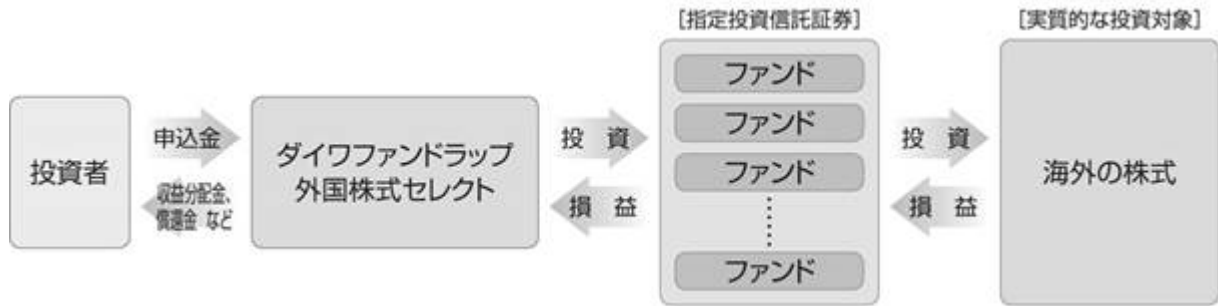 [指定投資信託証券]
[実質的な投資対象]
投資者
申込金
収益分配金、
償還金 など
ダイワファンドラップ
外国株式セレクト
投 資
損 益
ファンド
ファンド
ファンド
ファンド
投 資
損 益
海外の株式